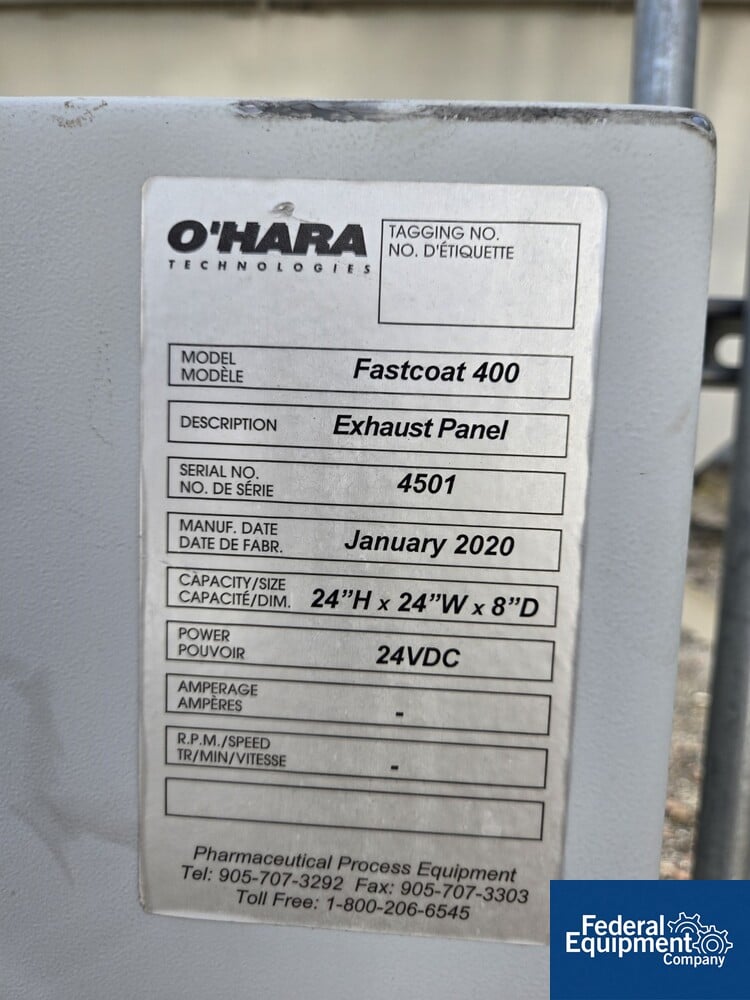 O'HARA
TECHNOLOGIES
TAGGING NO.
NO. D'ÉTIQUETTE
MODEL
MODÈLE
Fastcoat 400
DESCRIPTION
Exhaust Panel
SERIAL NO.
NO. DE SÉRIE
4501
MANUF. DATE
DATE DE FABR.
January 2020
CAPACITY/SIZE
CAPACITÉ/DIM.
24”H x 24”W x 8”D
POWER
POUVOIR
24VDC
AMPERAGE
AMPÈRES
-
R.P.M./SPEED
TR/MIN/VITESSE
-
Pharmaceutical Process Equipment
Tel: 905-707-3292 Fax: 905-707-3303
Toll Free: 1-800-206-6545
Federal
Equipment
Company